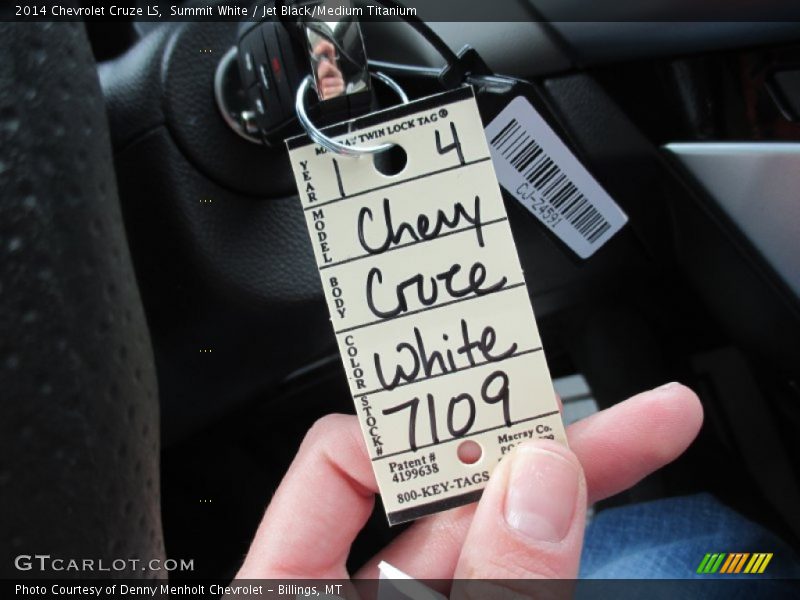 2014 Chevrolet Cruze LS,  Summit White / Jet Black/Medium Titanium
TWIN LOCK TAG®
YEAR 1 4
MODEL Chevy
BODY Cruze
COLOR White
STOCK# 7109
Patent #
4199638
Macray Co.
800-KEY-TAGS
CJ-Z4591
GTCARLOT.COM
Photo Courtesy of Denny Menholt Chevrolet - Billings, MT